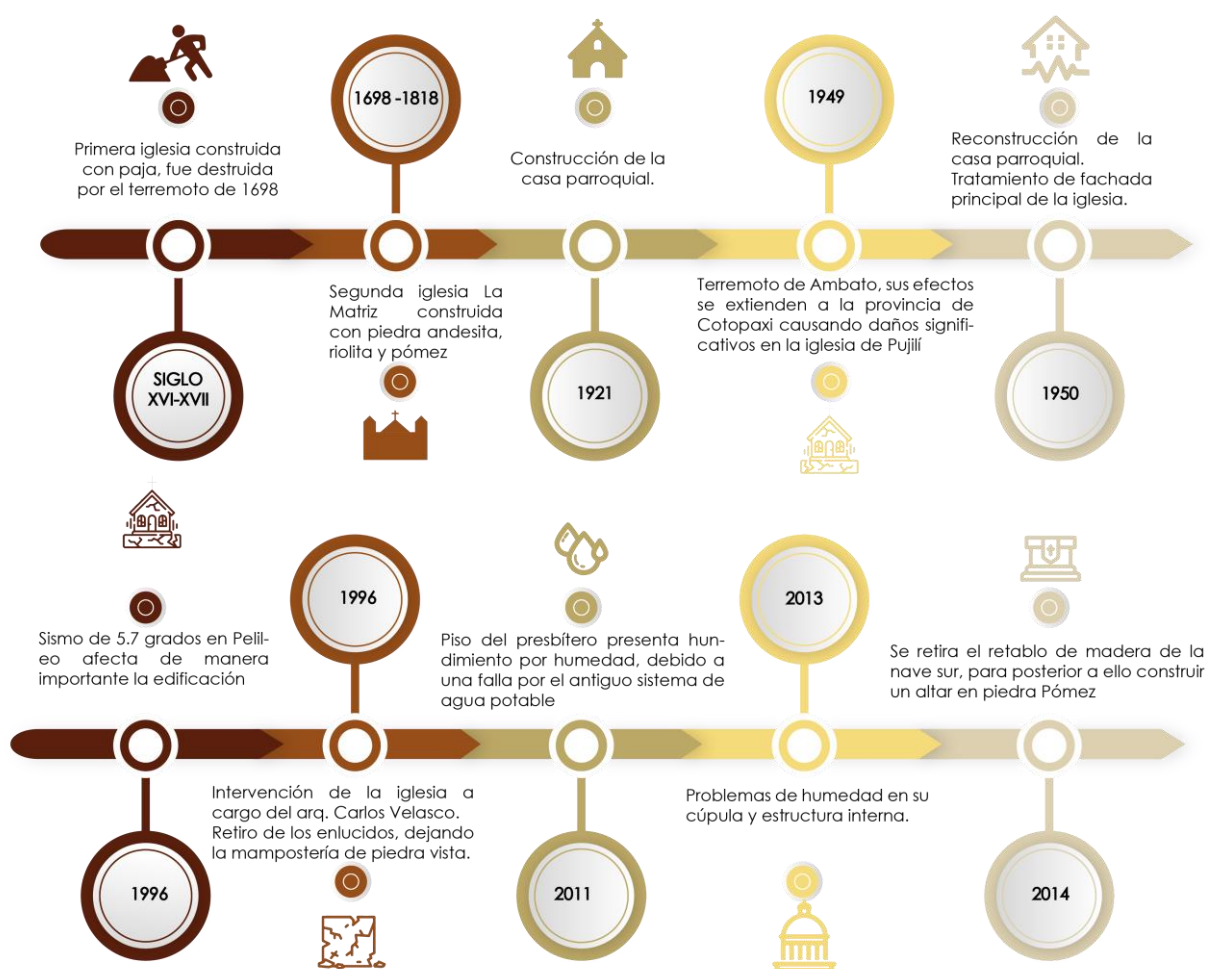 Primera iglesia construida
con paja, fue destruida
por el terremoto de 1698
SIGLO
XVI-XVII
1698 -1818
Segunda iglesia La
Matriz construida
con piedra andesita,
riolita y pómez
Construcción de la
casa parroquial.
1921
1949
Terremoto de Ambato, sus efectos
se extienden a la provincia de
Cotopaxi causando daños signifi-
cativos en la iglesia de Pujilí
Reconstrucción de la
casa parroquial.
Tratamiento de fachada
principal de la iglesia.
1950
Sismo de 5.7 grados en Pelil-
eo afecta de manera
importante la edificación
1996
1996
Intervención de la iglesia a
cargo del arq. Carlos Velasco.
Retiro de los enlucidos, dejando
la mampostería de piedra vista.
Piso del presbítero presenta hun-
dimiento por humedad, debido a
una falla por el antiguo sistema de
agua potable
2011
2013
Problemas de humedad en su
cúpula y estructura interna.
Se retira el retablo de madera de la
nave sur, para posterior a ello construir
un altar en piedra Pómez
2014